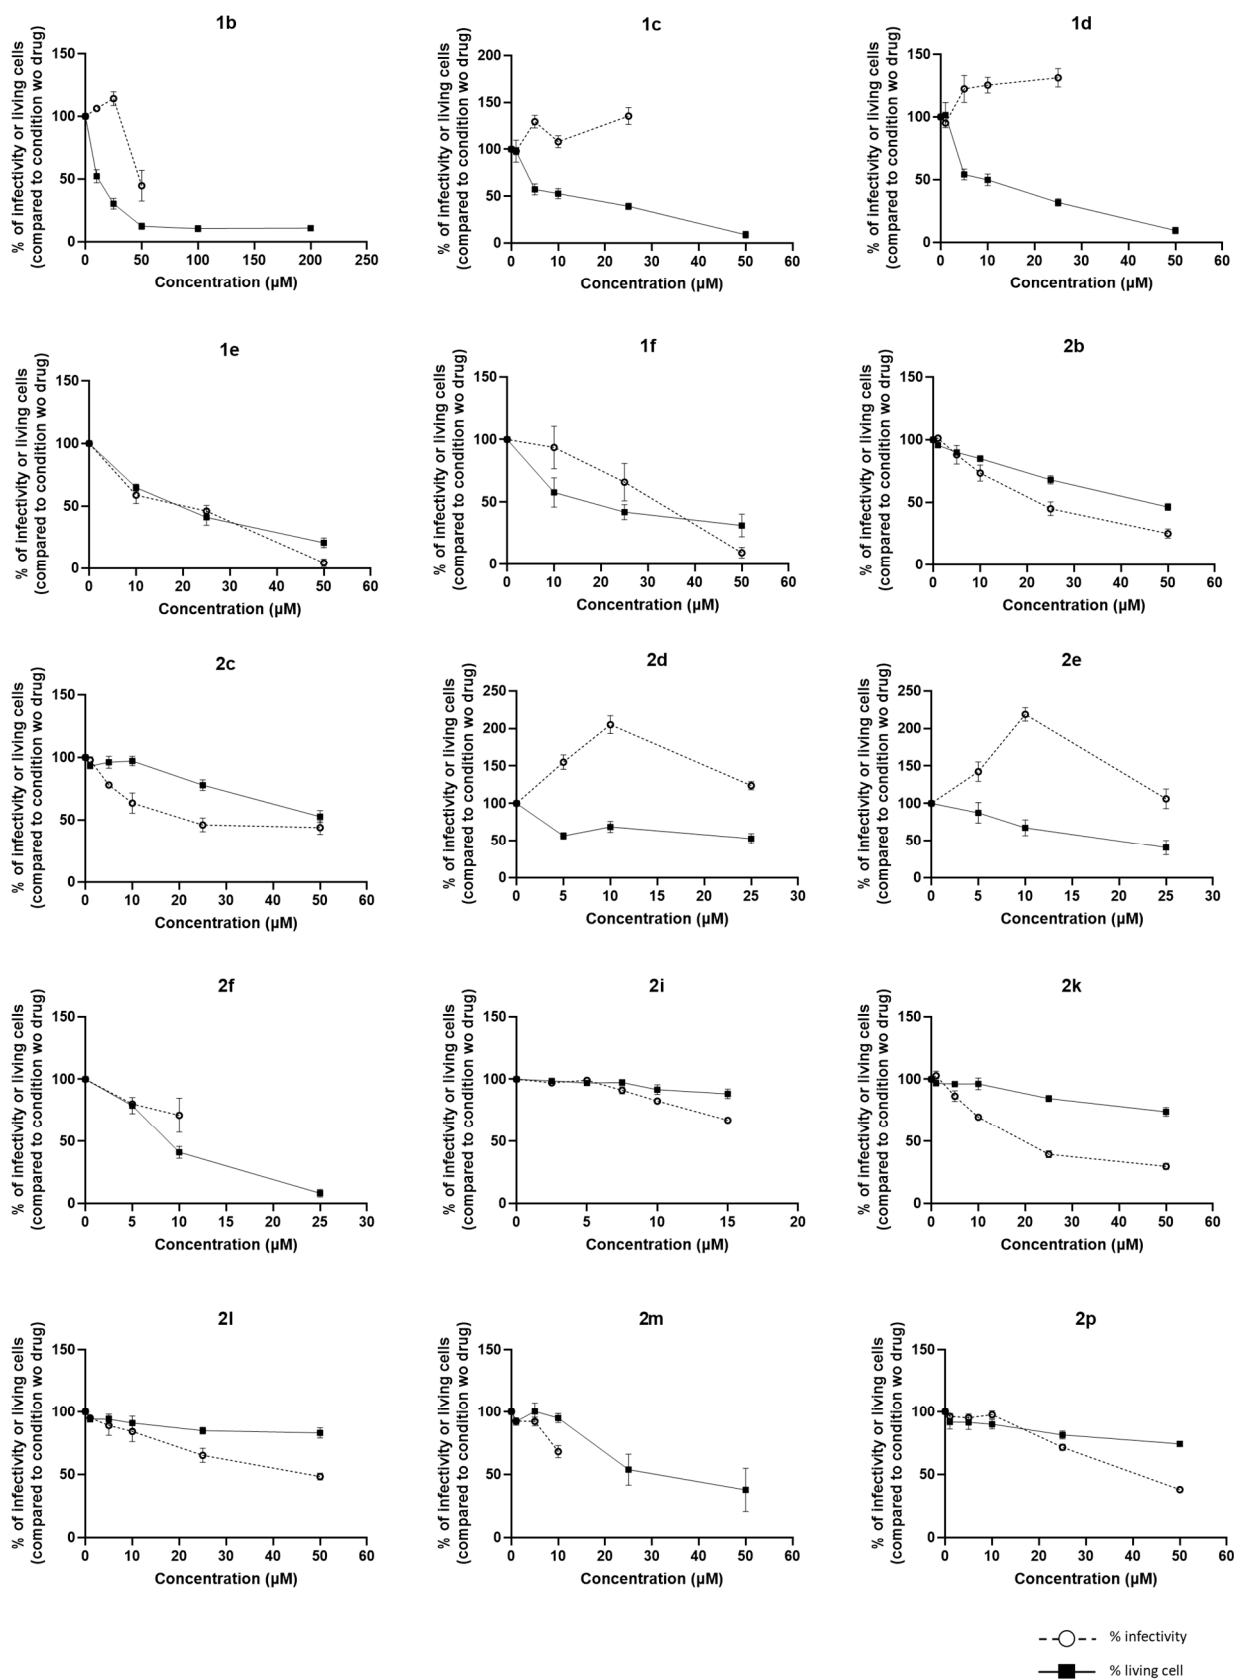 1b
% of infectivity or living cells
(compared to condition wo drug)
150
100
50
0
0 50 100 150 200 250
Concentration (µM)
1c
% of infectivity or living cells
(compared to condition wo drug)
200
150
100
50
0
0 10 20 30 40 50 60
Concentration (µM)
1d
% of infectivity or living cells
(compared to condition wo drug)
150
100
50
0
0 10 20 30 40 50 60
Concentration (µM)
1e
% of infectivity or living cells
(compared to condition wo drug)
150
100
50
0
0 10 20 30 40 50 60
Concentration (µM)
1f
% of infectivity or living cells
(compared to condition wo drug)
150
100
50
0
0 10 20 30 40 50 60
Concentration (µM)
2b
% of infectivity or living cells
(compared to condition wo drug)
150
100
50
0
0 10 20 30 40 50 60
Concentration (µM)
2c
% of infectivity or living cells
(compared to condition wo drug)
150
100
50
0
0 10 20 30 40 50 60
Concentration (µM)
2d
% of infectivity or living cells
(compared to condition wo drug)
250
200
150
100
50
0
0 5 10 15 20 25 30
Concentration (µM)
2e
% of infectivity or living cells
(compared to condition wo drug)
250
200
150
100
50
0
0 5 10 15 20 25 30
Concentration (µM)
2f
% of infectivity or living cells
(compared to condition wo drug)
150
100
50
0
0 5 10 15 20 25 30
Concentration (µM)
2i
% of infectivity or living cells
(compared to condition wo drug)
150
100
50
0
0 5 10 15 20
Concentration (µM)
2k
% of infectivity or living cells
(compared to condition wo drug)
150
100
50
0
0 10 20 30 40 50 60
Concentration (µM)
2l
% of infectivity or living cells
(compared to condition wo drug)
150
100
50
0
0 10 20 30 40 50 60
Concentration (µM)
2m
% of infectivity or living cells
(compared to condition wo drug)
150
100
50
0
0 10 20 30 40 50 60
Concentration (µM)
2p
% of infectivity or living cells
(compared to condition wo drug)
150
100
50
0
0 10 20 30 40 50 60
Concentration (µM)
% infectivity
% living cell